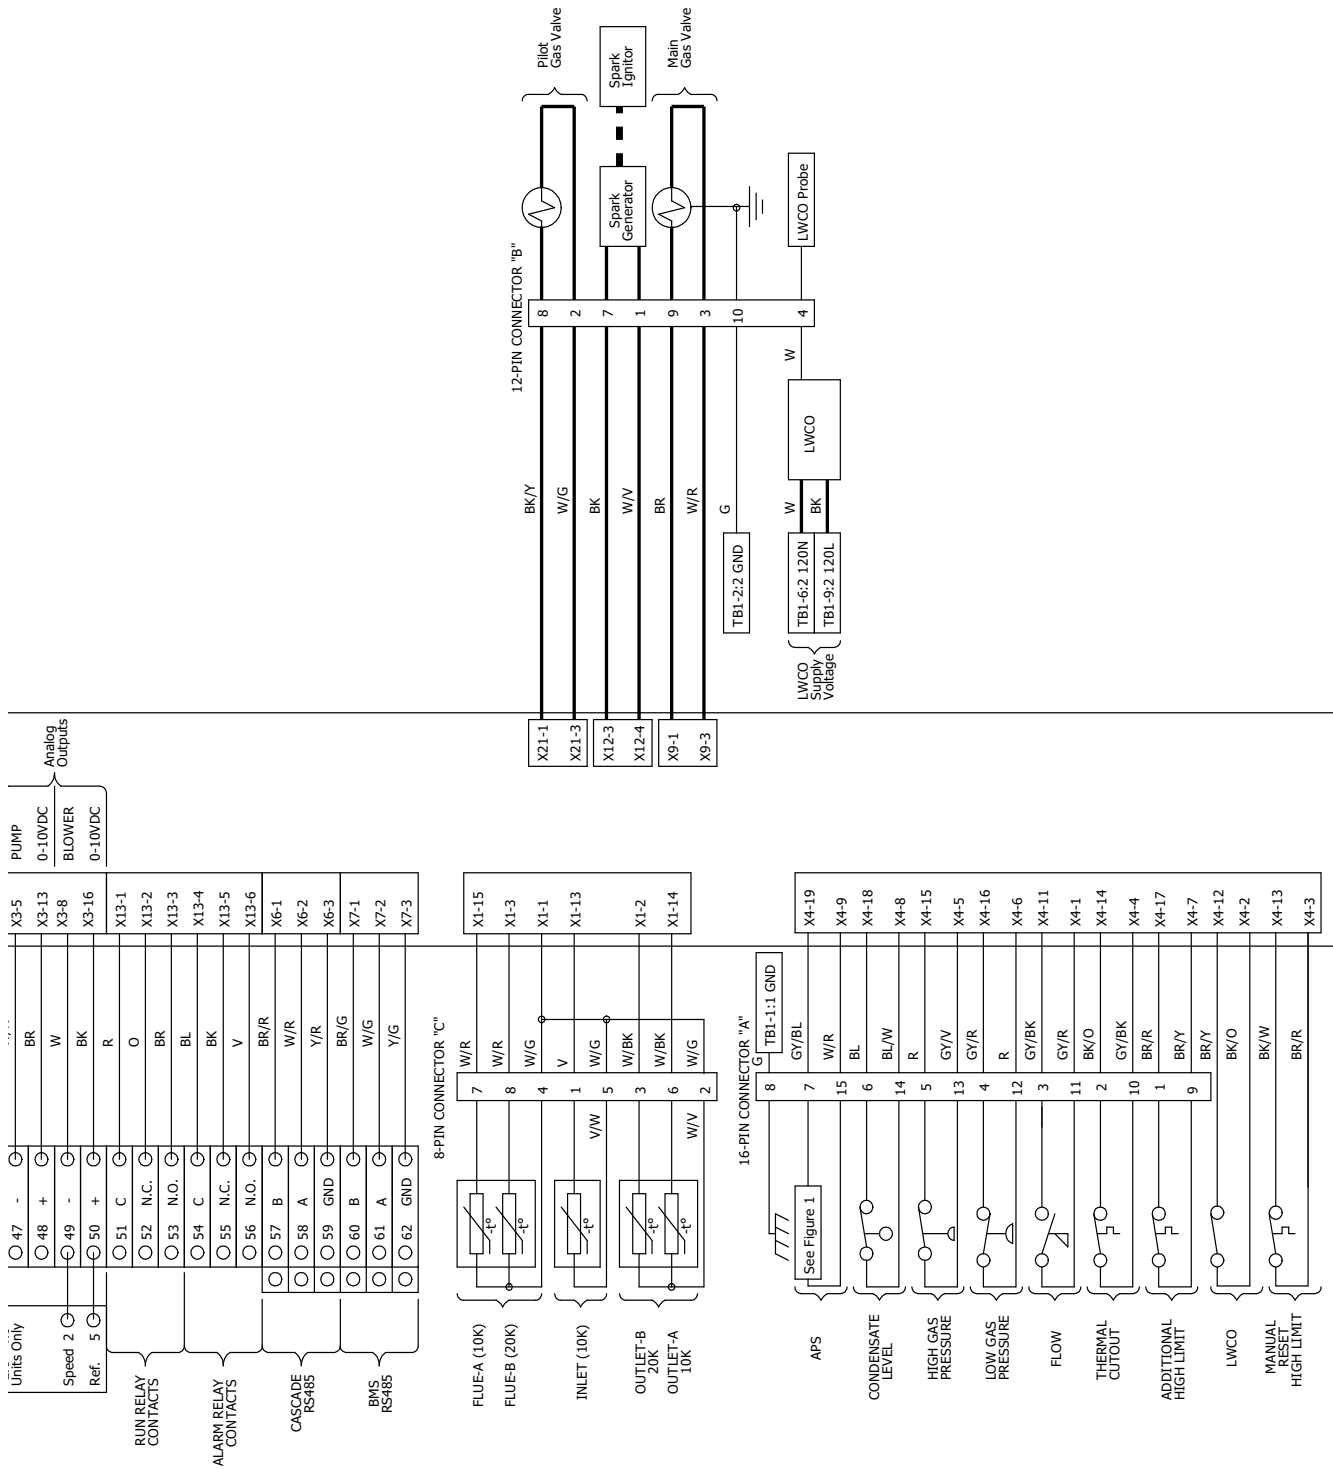 Pilot
Gas Valve
Spark
Ignitor
Main
Gas Valve
Spark
Generator
LWCO Probe
12-PIN CONNECTOR "B"
8
2
7
1
9
3
10
4
W
LWCO
BK/Y
W/G
BK
W/V
BR
W/R
G
W
BK
TB1-2:2 GND
TB1-6:2 120N
TB1-9:2 120L
LWCO
Supply
Voltage
X21-1
X21-3
X12-3
X12-4
X9-1
X9-3
Analog
Outputs
PUMP
0-10VDC
BLOWER
0-10VDC
X3-5
X3-13
X3-8
X3-16
X13-1
X13-2
X13-3
X13-4
X13-5
X13-6
X6-1
X6-2
X6-3
X7-1
X7-2
X7-3
BR
W
BK
R
O
BR
BL
BK
V
BR/R
W/R
Y/R
BR/G
W/G
Y/G
47 -
48 +
49 -
50 +
51 C
52 N.C.
53 N.O.
54 C
55 N.C.
56 N.O.
57 B
58 A
59 GND
60 B
61 A
62 GND
Units Only
Speed 2
Ref. 5
RUN RELAY
CONTACTS
ALARM RELAY
CONTACTS
CASCADE
RS485
BMS
RS485
X1-15
X1-3
X1-1
X1-13
X1-2
X1-14
8-PIN CONNECTOR "C"
W/R
W/R
W/G
V
W/G
W/BK
W/BK
W/G
7
8
4
1
5
3
6
2
V/W
W/V
-t°
-t°
-t°
-t°
-t°
FLUE-A (10K)
FLUE-B (20K)
INLET (10K)
OUTLET-B
20K
OUTLET-A
10K
X4-19
X4-9
X4-18
X4-8
X4-15
X4-5
X4-16
X4-6
X4-11
X4-1
X4-14
X4-4
X4-17
X4-7
X4-12
X4-2
X4-13
X4-3
TB1-1:1 GND
16-PIN CONNECTOR "A"
G
GY/BL
W/R
BL
BL/W
R
GY/V
GY/R
R
GY/BK
GY/R
BK/O
GY/BK
BR/R
BR/Y
BR/Y
BK/O
BK/W
BR/R
8
7
15
6
14
5
13
4
12
3
11
2
10
1
9
See Figure 1
APS
CONDENSATE
LEVEL
HIGH GAS
PRESSURE
LOW GAS
PRESSURE
FLOW
THERMAL
CUTOUT
ADDITIONAL
HIGH LIMIT
LWCO
MANUAL
RESET
HIGH LIMIT